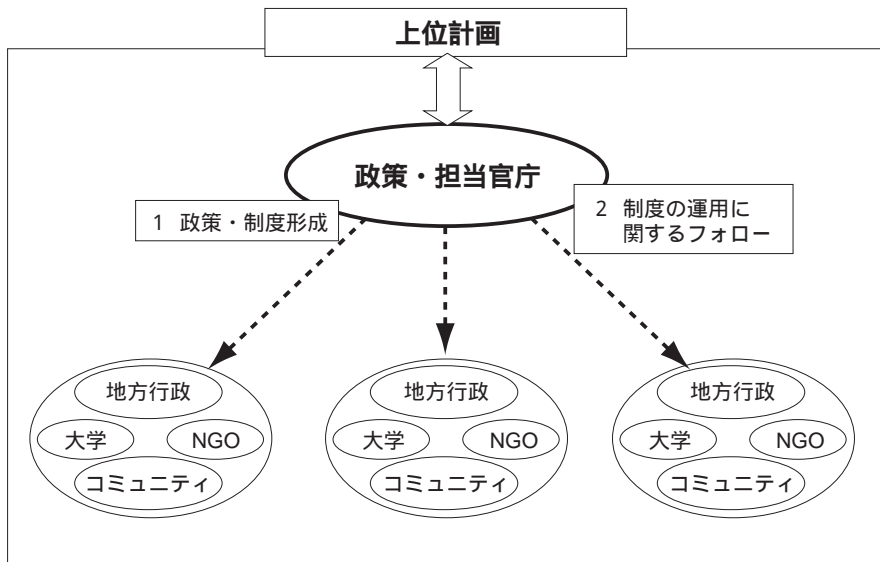 上位計画
政策・担当官庁
1 政策・制度形成
2 制度の運用に
関するフォロー
地方行政
大学
NGO
コミュニティ
地方行政
大学
NGO
コミュニティ
地方行政
大学
NGO
コミュニティ